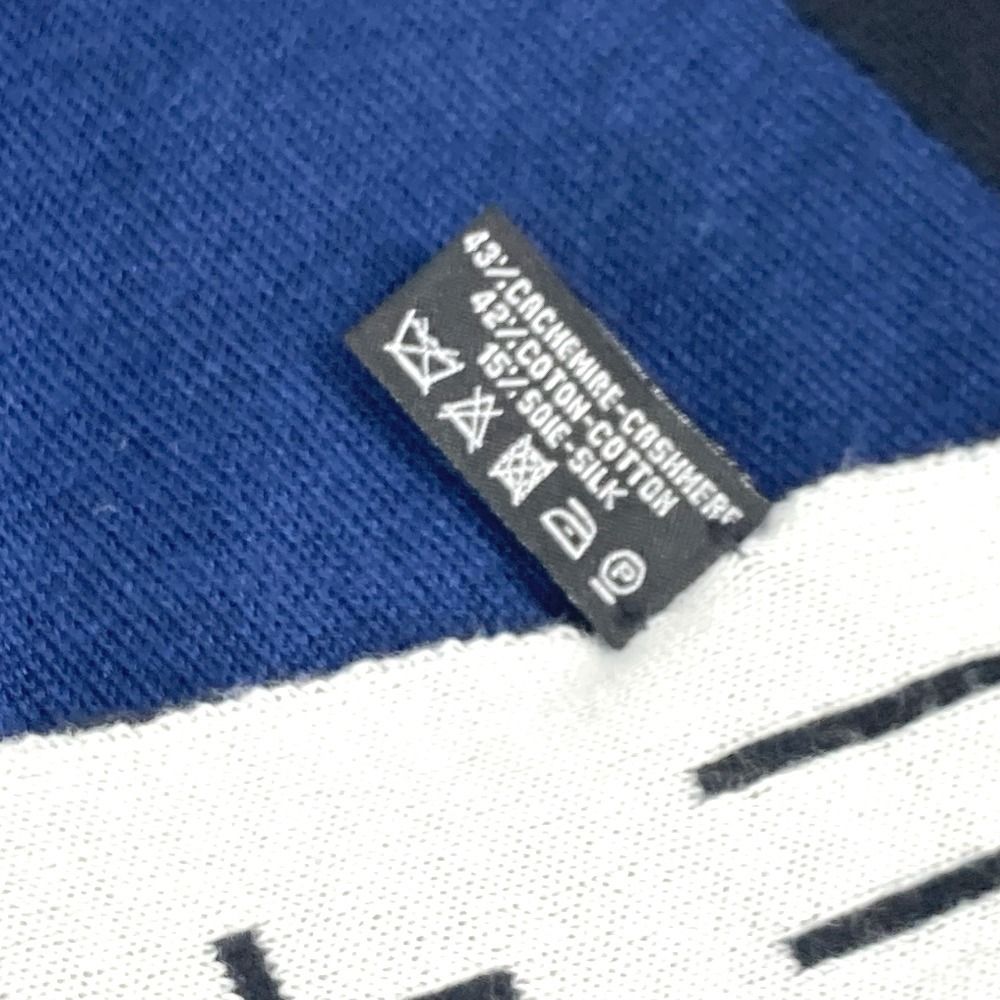 43% CACHEMIRE-CASHMERE
42% COTON-COTTON
15% SOIE-SILK
P